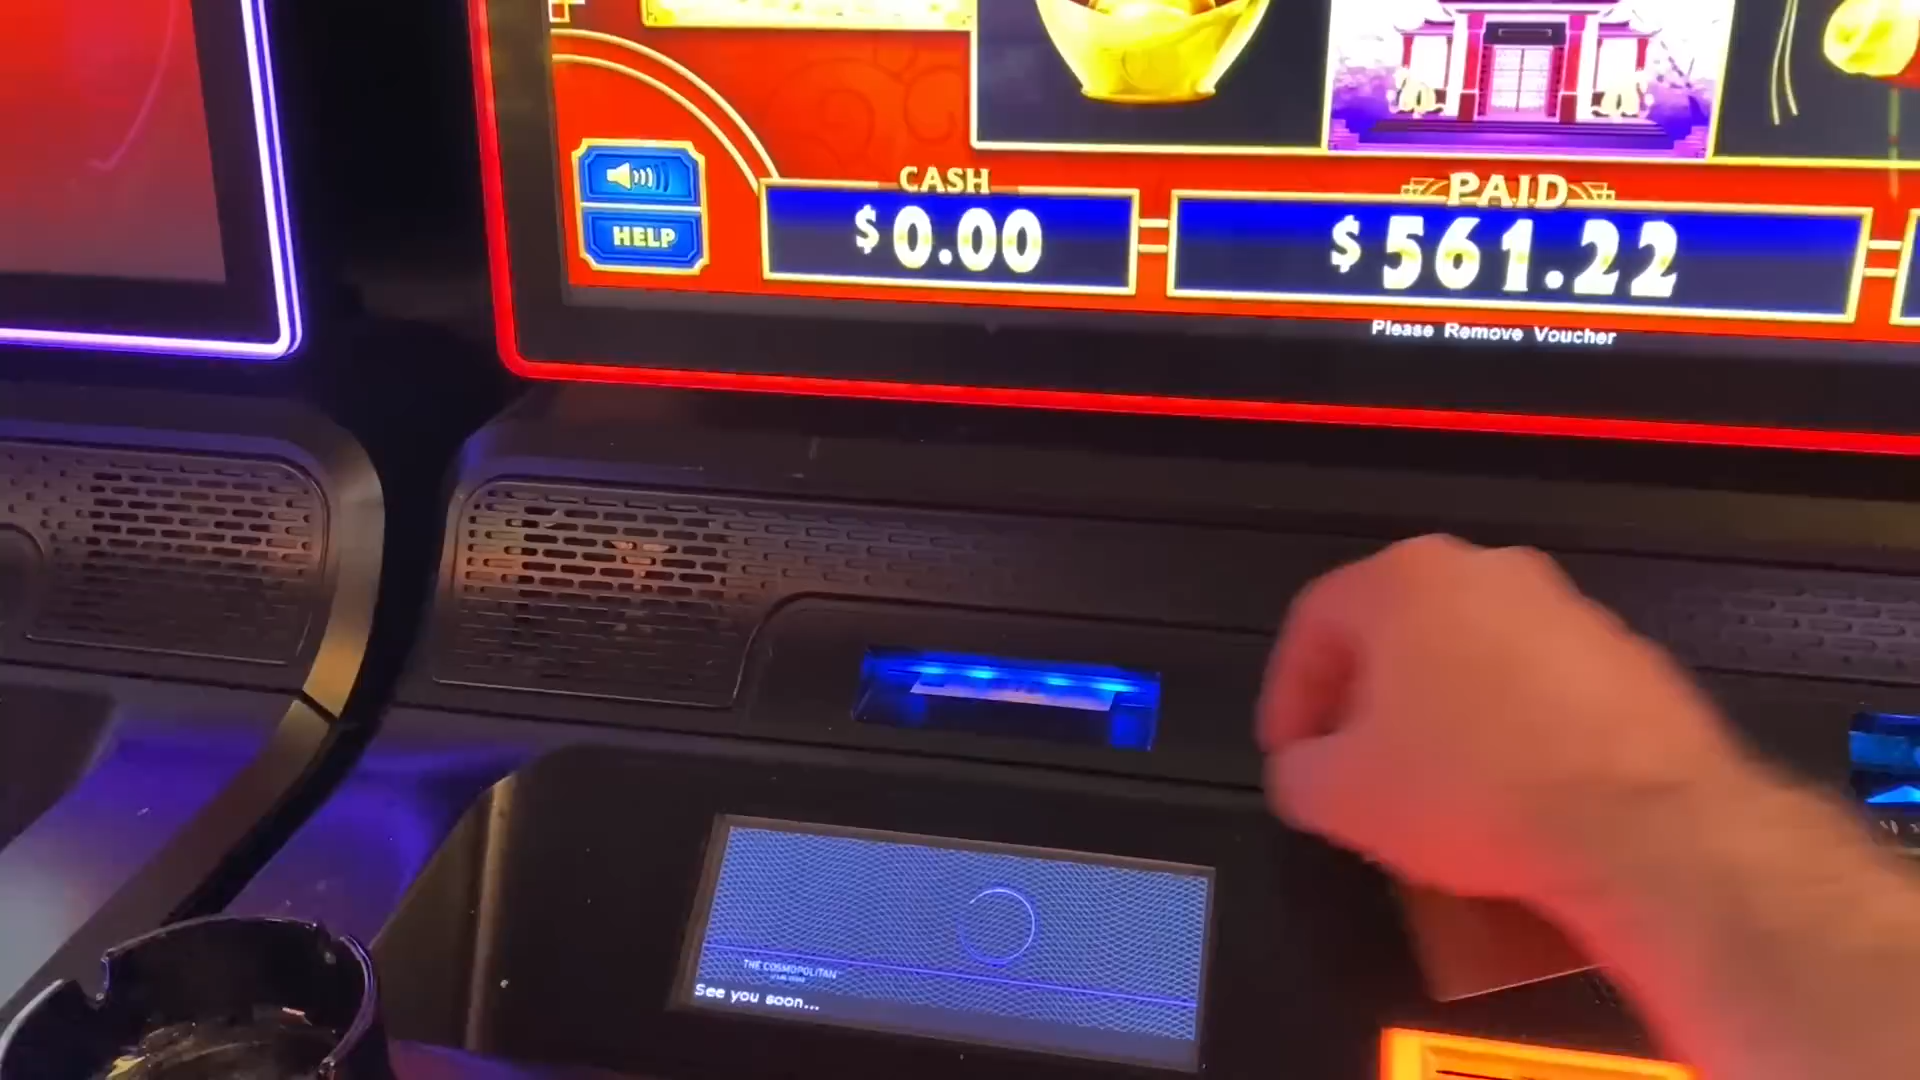 CASH
PAID
HELP
$0.00
$561.22
Please Remove Voucher
THE COSMOPOLITAN
See you soon...